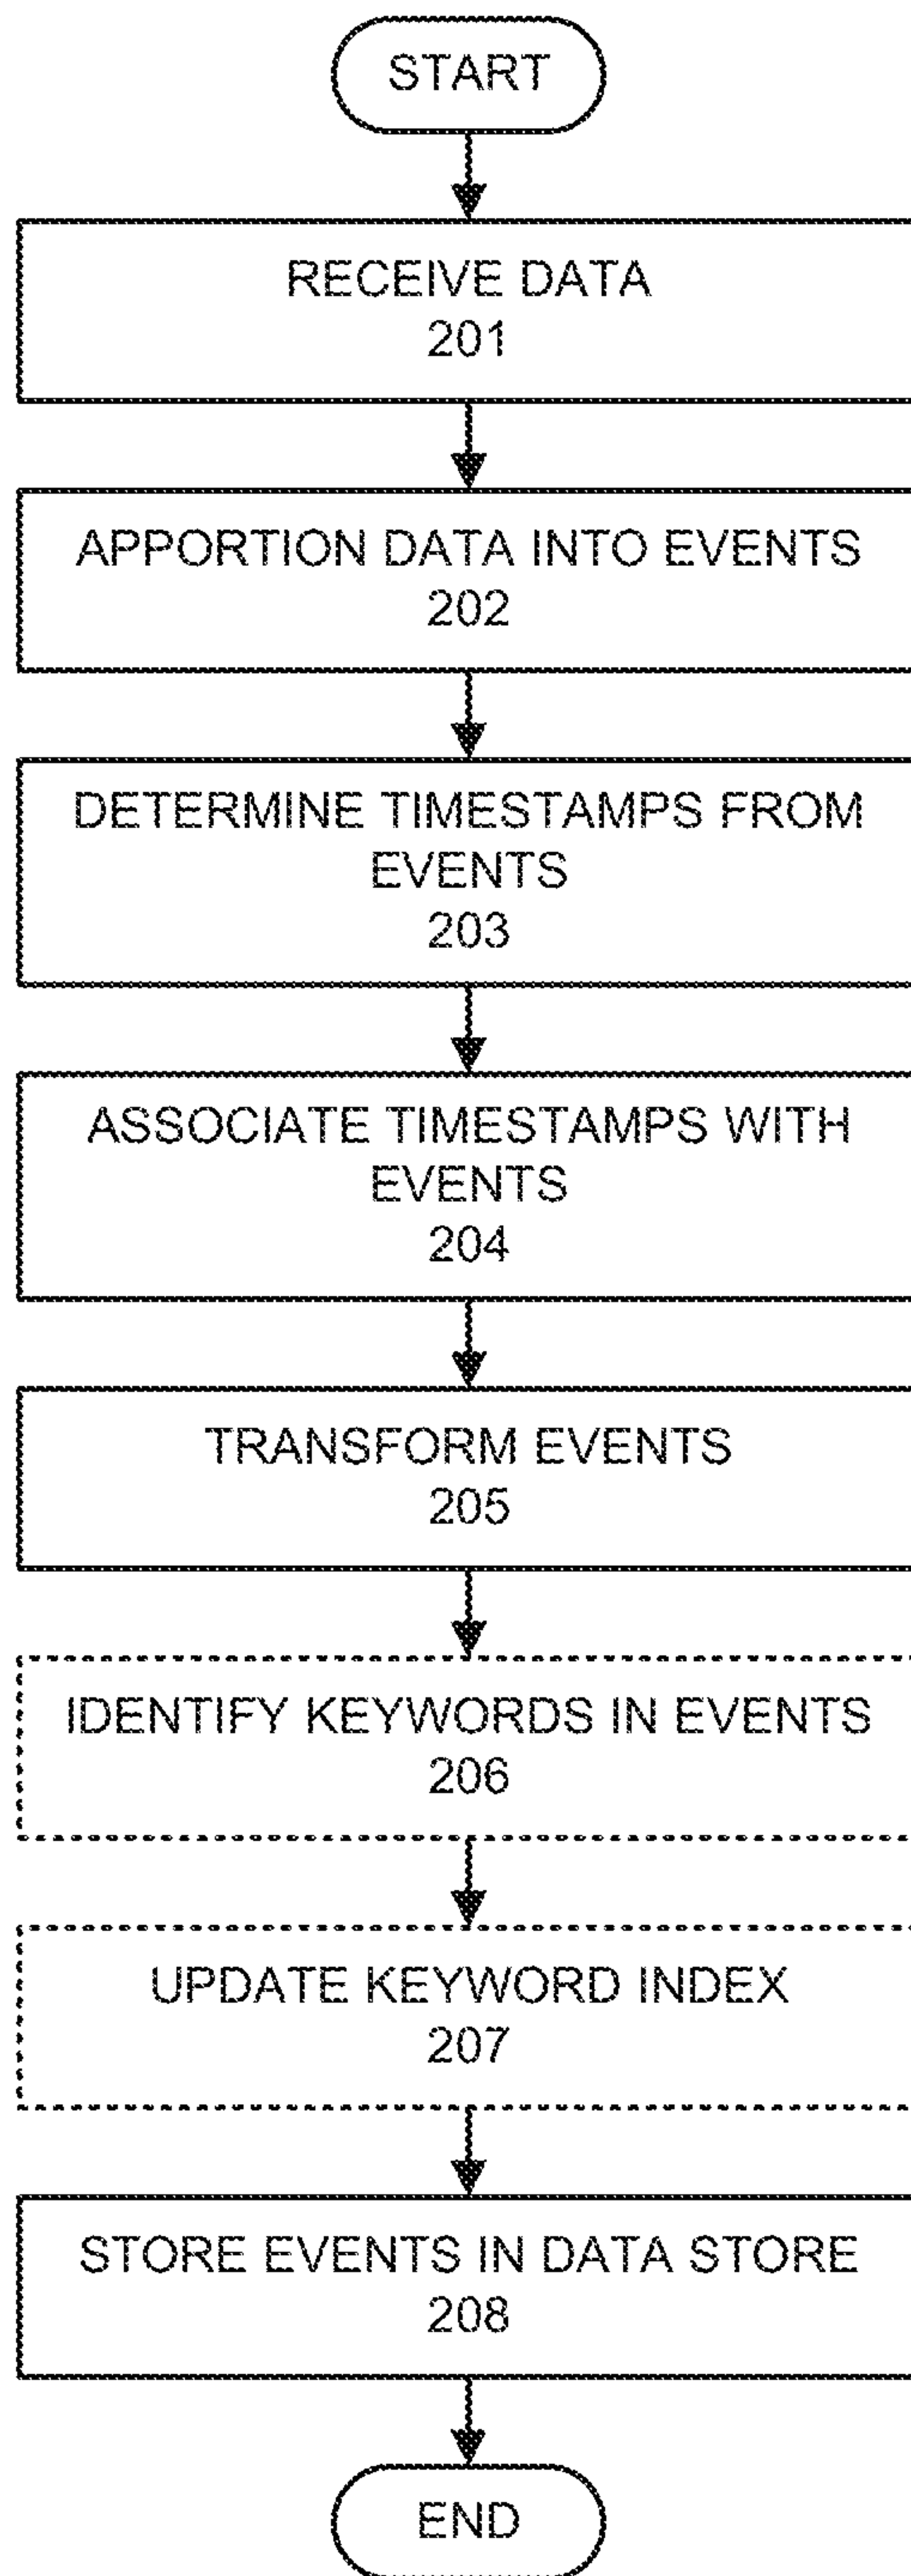 START
RECEIVE DATA
201
APPORTION DATA INTO EVENTS
202
DETERMINE TIMESTAMPS FROM
EVENTS
203
ASSOCIATE TIMESTAMPS WITH
EVENTS
204
TRANSFORM EVENTS
205
IDENTIFY KEYWORDS IN EVENTS
206
UPDATE KEYWORD INDEX
207
STORE EVENTS IN DATA STORE
208
END